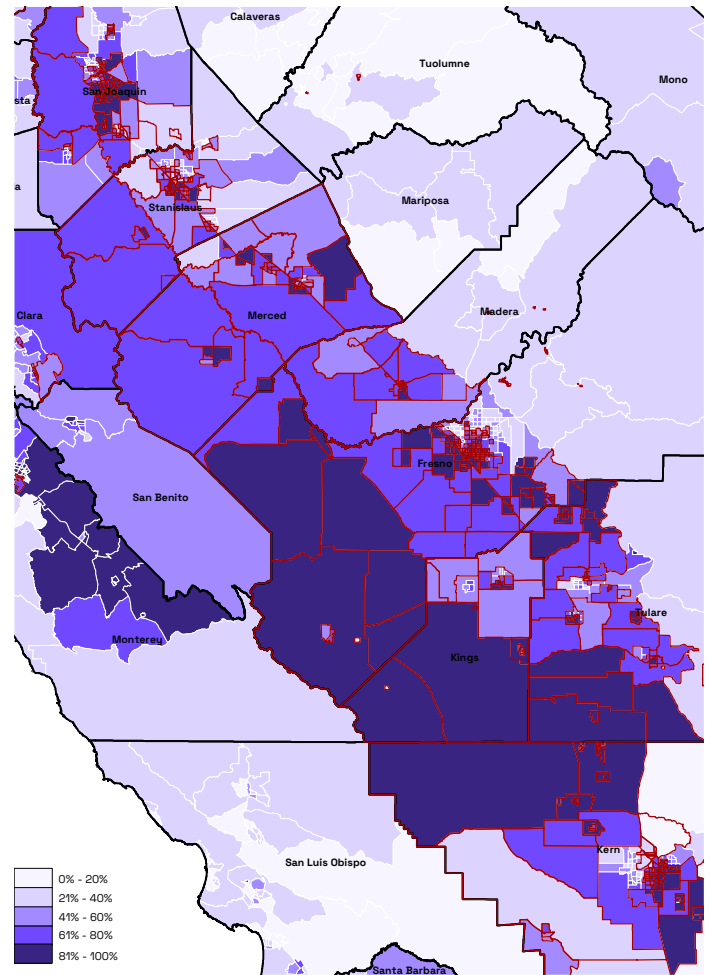 Calaveras
Tuolumne
Mono
San Joaquin
sta
a
Mariposa
Stanislaus
Clara
Merced
Madera
Fresno
San Benito
Tulare
Monterey
Kings
Kern
San Luis Obispo
Santa Barbara
0% - 20%
21% - 40%
41% - 60%
61% - 80%
81% - 100%